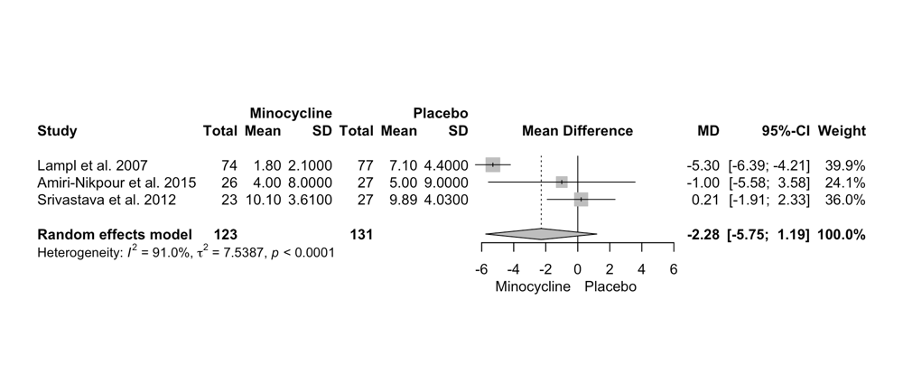 Minocycline Placebo
Study Total Mean SD Total Mean SD Mean Difference MD 95%-CI Weight
Lampl et al. 2007 74 1.80 2.1000 77 7.10 4.4000 -5.30 [-6.39; -4.21] 39.9%
Amiri-Nikpour et al. 2015 26 4.00 8.0000 27 5.00 9.0000 -1.00 [-5.58; 3.58] 24.1%
Srivastava et al. 2012 23 10.10 3.6100 27 9.89 4.0300 0.21 [-1.91; 2.33] 36.0%
Random effects model 123 131 -2.28 [-5.75; 1.19] 100.0%
Heterogeneity: I² = 91.0%, τ² = 7.5387, p < 0.0001
-6 -4 -2 0 2 4 6
Minocycline Placebo